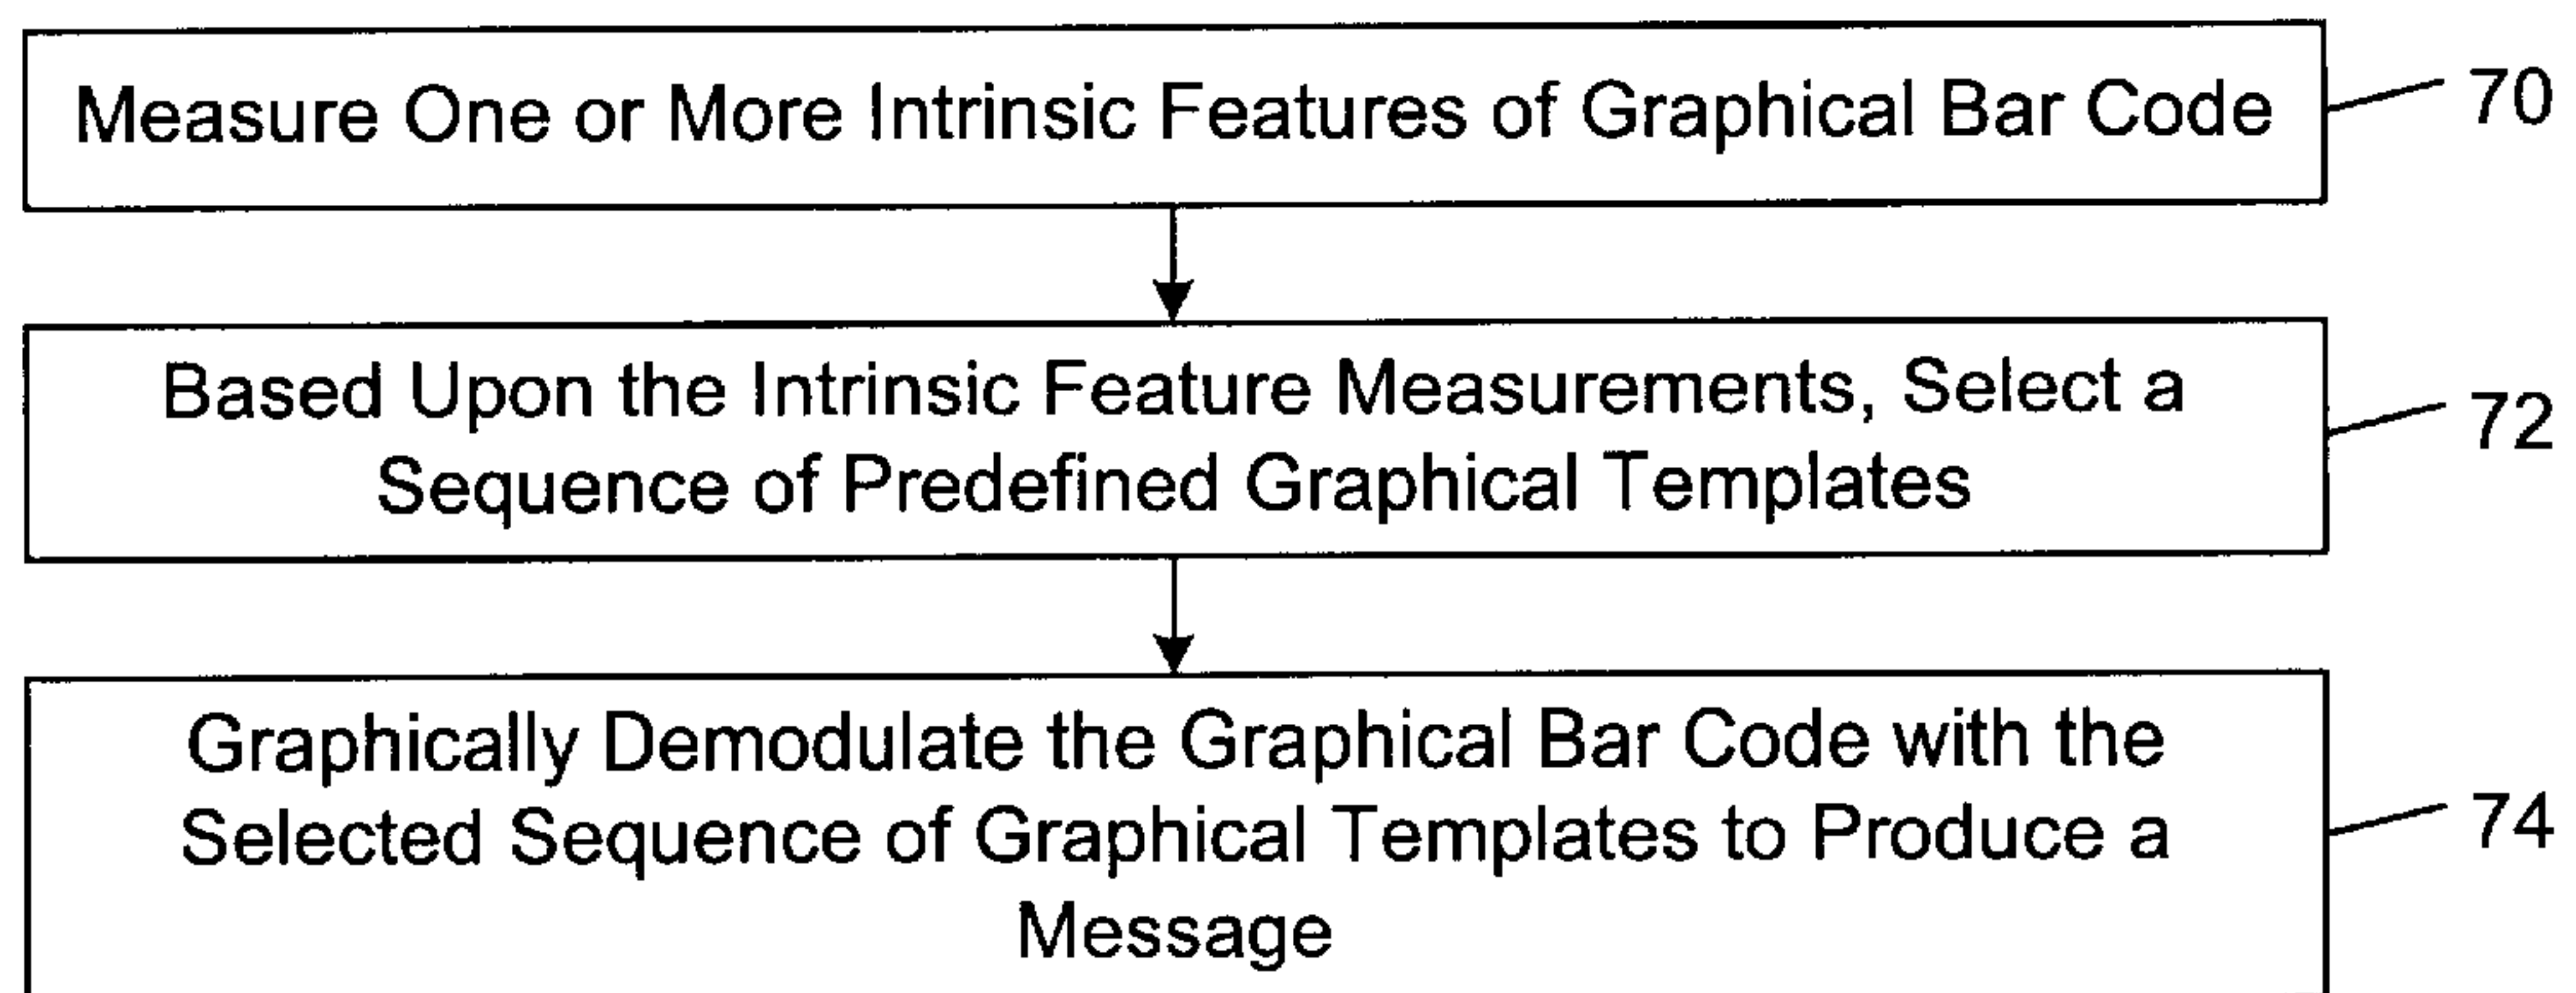 Measure One or More Intrinsic Features of Graphical Bar Code
70
Based Upon the Intrinsic Feature Measurements, Select a
Sequence of Predefined Graphical Templates
72
Graphically Demodulate the Graphical Bar Code with the
Selected Sequence of Graphical Templates to Produce a
Message
74